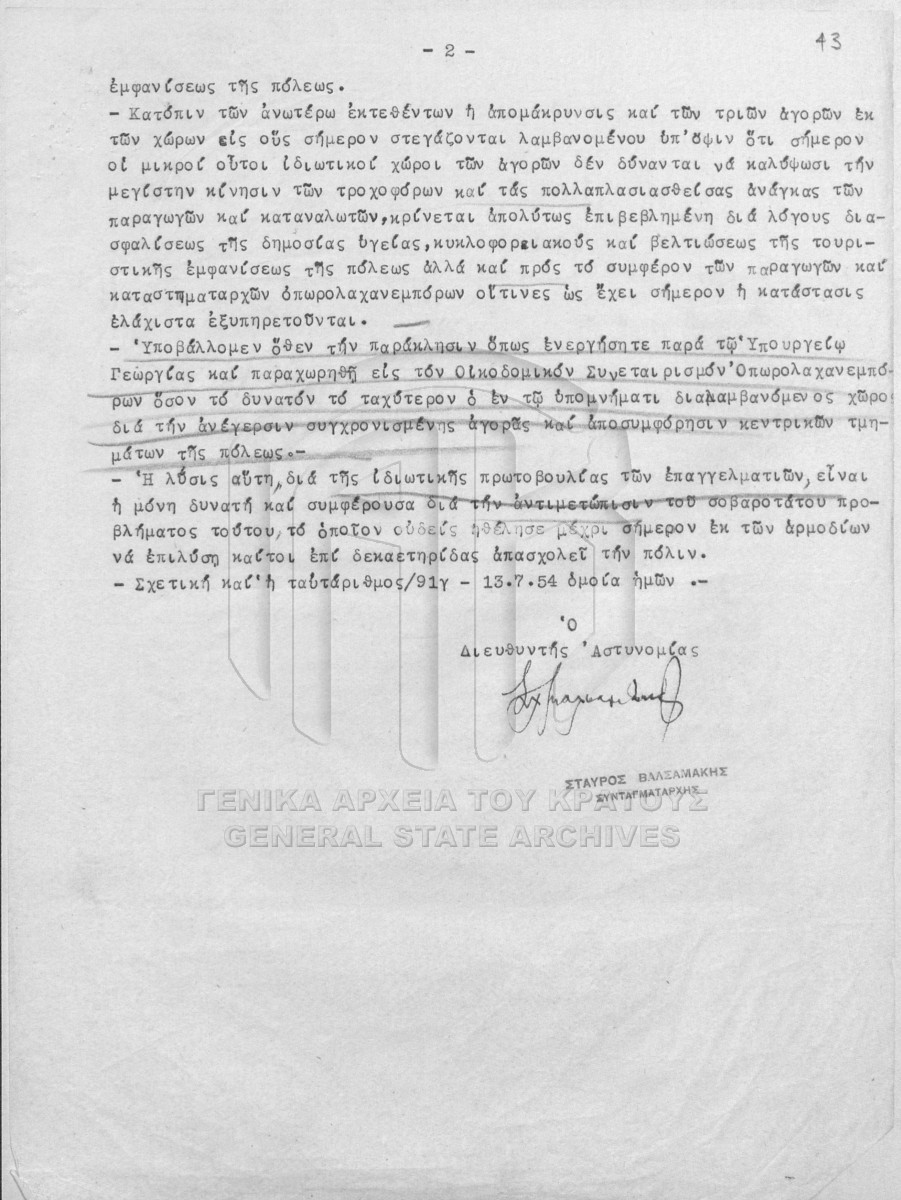 - 2 -
43
ἐμφανίσεως τῆς πόλεως.
- Κατόπιν τῶν ἀνωτέρω ἐκτεθέντων ἡ ἀπομάκρυνσις καί τῶν τριῶν ἀγορῶν ἐκ
τῶν χώρων εἰς οὕς σήμερον στεγάζονται λαμβανομένου ὑπ'ὄψιν ὅτι σήμερον
οἱ μικροί οὗτοι ἰδιωτικοί χῶροι τῶν ἀγορῶν δέν δύνανται νά καλύψωσι τήν
μεγίστην κίνησιν τῶν τροχοφόρων καί τάς πολλαπλασιασθείσας ἀνάγκας τῶν
παραγωγῶν καί καταναλωτῶν,κρίνεται ἀπολύτως ἐπιβεβλημένη διά λόγους δια-
σφαλίσεως τῆς δημοσίας ὑγείας,κυκλοφορειακούς καί βελτιώσεως τῆς τουρι-
στικῆς ἐμφανίσεως τῆς πόλεως ἀλλά καί πρός τό συμφέρον τῶν παραγωγῶν καί
καταστηματαρχῶν ὀπωρολαχανεμπόρων οἵτινες ὡς ἔχει σήμερον ἡ κατάστασις
ἐλάχιστα ἐξυπηρετοῦνται.
- Ὑποβάλλομεν ὅθεν τήν παράκλησιν ὅπως ἐνεργήσητε παρά τῷ Ὑπουργείῳ
Γεωργίας καί παραχωρηθῇ εἰς τόν Οἰκοδομικόν Συνεταιρισμόν Ὀπωρολαχανεμπό-
ρων ὅσον τό δυνατόν τό ταχύτερον ὁ ἐν τῷ ὑπομνήματι διαλαμβανόμενος χῶρο
διά τήν ἀνέγερσιν συγχρονισμένης ἀγορᾶς καί ἀποσυμφόρησιν κεντρικῶν τμη-
μάτων τῆς πόλεως.-
- Ἡ λύσις αὕτη,διά τῆς ἰδιωτικῆς πρωτοβουλίας τῶν ἐπαγγελματιῶν,εἶναι
ἡ μόνη δυνατή καί συμφέρουσα διά τήν ἀντιμετώπισιν τοῦ σοβαροτάτου προ-
βλήματος τούτου,τό ὁποῖον οὐδείς ἠθέλησε μέχρι σήμερον ἐκ τῶν ἁρμοδίων
νά ἐπιλύσῃ καίτοι ἐπί δεκαετηρίδας ἀπασχολεῖ τήν πόλιν.
- Σχετική καί ἡ ταὐτάριθμος/91γ - 13.7.54 ὁμοία ἡμῶν .-
Ὁ
Διευθυντής Ἀστυνομίας
ΣΤΑΥΡΟΣ ΒΑΛΣΑΜΑΚΗΣ
ΣΥΝΤΑΓΜΑΤΑΡΧΗΣ
ΓΕΝΙΚΑ ΑΡΧΕΙΑ ΤΟΥ ΚΡΑΤΟΥΣ
GENERAL STATE ARCHIVES